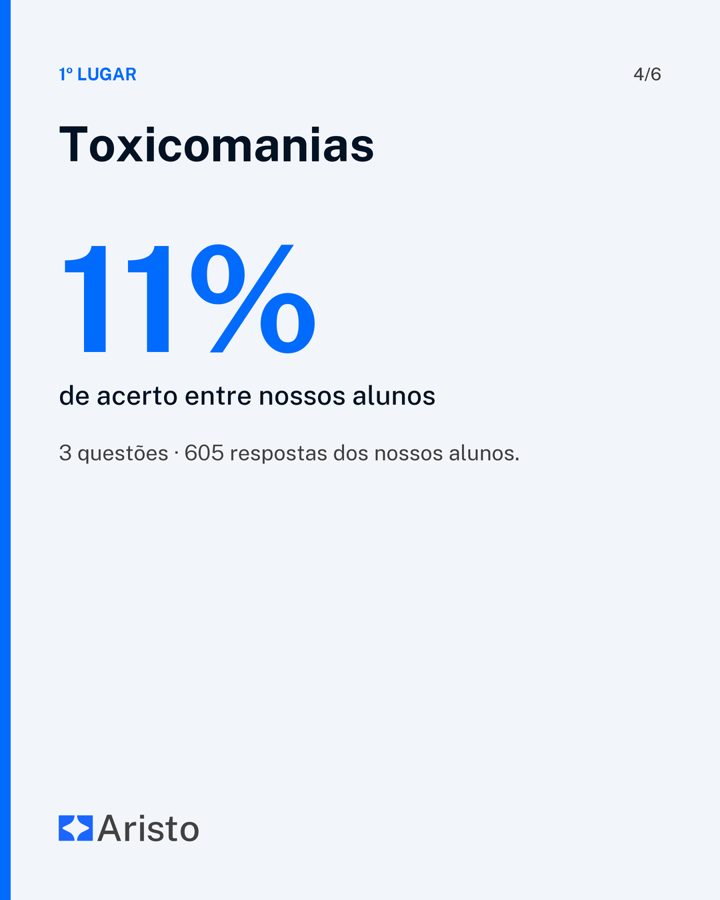 1º LUGAR
4/6
Toxicomanias
11%
de acerto entre nossos alunos
3 questões · 605 respostas dos nossos alunos.
Aristo